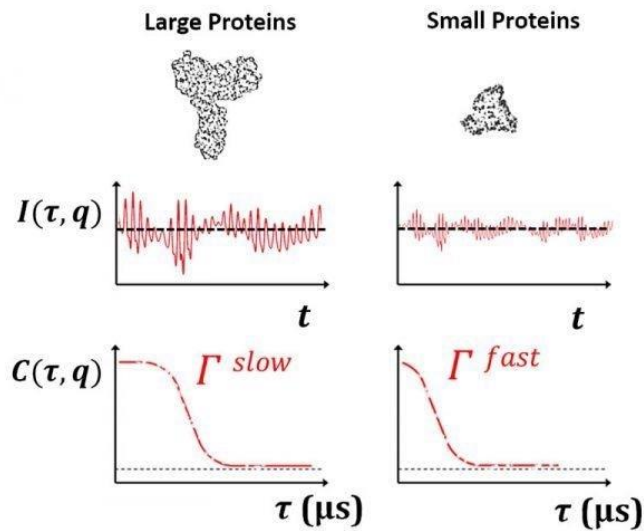 Large Proteins
Small Proteins
I(τ, q)
t
t
C(τ, q)
Γ slow
Γ fast
τ (μs)
τ (μs)